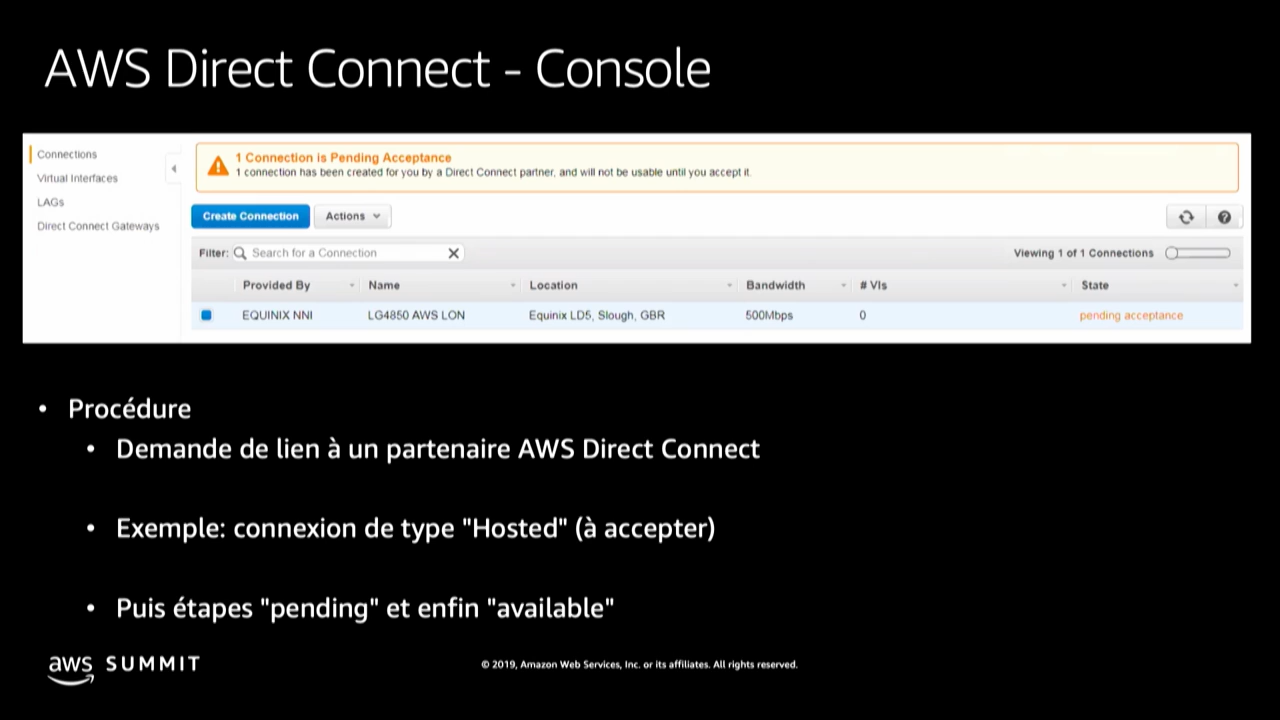 AWS Direct Connect - Console
Connections
Virtual Interfaces
LAGs
Direct Connect Gateways
1 Connection is Pending Acceptance
1 connection has been created for you by a Direct Connect partner, and will not be usable until you accept it.
Create Connection Actions
Filter: Search for a Connection Viewing 1 of 1 Connections
Provided By Name Location Bandwidth # VIs State
EQUINIX NNI LG4850 AWS LON Equinix LD5, Slough, GBR 500Mbps 0 pending acceptance
• Procédure
• Demande de lien à un partenaire AWS Direct Connect
• Exemple: connexion de type "Hosted" (à accepter)
• Puis étapes "pending" et enfin "available"
aws SUMMIT
© 2019, Amazon Web Services, Inc. or its affiliates. All rights reserved.